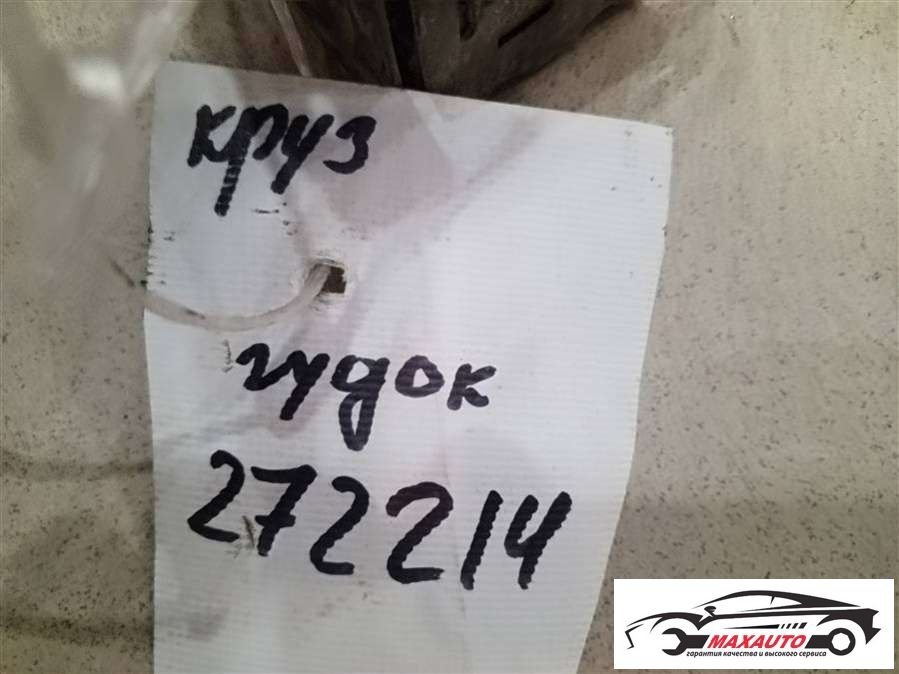 круз
гудок
272214
MAXAUTO
гарантия качества и высокого сервиса